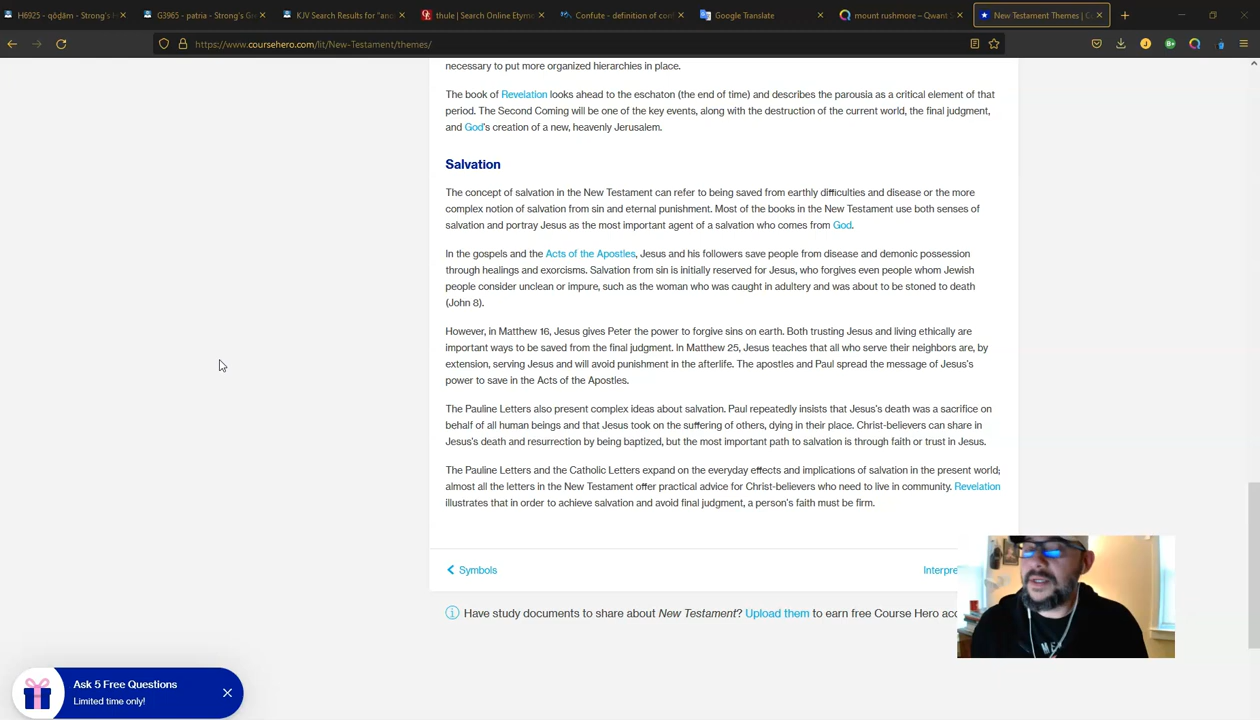 H6925 - qŏḏām - Strong's H
G3965 - patria - Strong's Gr
KJV Search Results for "ano
thule | Search Online Etymo
Confute - definition of conf
Google Translate
mount rushmore – Qwant S
New Testament Themes | C
https://www.coursehero.com/lit/New-Testament/themes/
necessary to put more organized hierarchies in place.
The book of Revelation looks ahead to the eschaton (the end of time) and describes the parousia as a critical element of that
period. The Second Coming will be one of the key events, along with the destruction of the current world, the final judgment,
and God's creation of a new, heavenly Jerusalem.
Salvation
The concept of salvation in the New Testament can refer to being saved from earthly difficulties and disease or the more
complex notion of salvation from sin and eternal punishment. Most of the books in the New Testament use both senses of
salvation and portray Jesus as the most important agent of a salvation who comes from God.
In the gospels and the Acts of the Apostles, Jesus and his followers save people from disease and demonic possession
through healings and exorcisms. Salvation from sin is initially reserved for Jesus, who forgives even people whom Jewish
people consider unclean or impure, such as the woman who was caught in adultery and was about to be stoned to death
(John 8).
However, in Matthew 16, Jesus gives Peter the power to forgive sins on earth. Both trusting Jesus and living ethically are
important ways to be saved from the final judgment. In Matthew 25, Jesus teaches that all who serve their neighbors are, by
extension, serving Jesus and will avoid punishment in the afterlife. The apostles and Paul spread the message of Jesus's
power to save in the Acts of the Apostles.
The Pauline Letters also present complex ideas about salvation. Paul repeatedly insists that Jesus's death was a sacrifice on
behalf of all human beings and that Jesus took on the suffering of others, dying in their place. Christ-believers can share in
Jesus's death and resurrection by being baptized, but the most important path to salvation is through faith or trust in Jesus.
The Pauline Letters and the Catholic Letters expand on the everyday effects and implications of salvation in the present world;
almost all the letters in the New Testament offer practical advice for Christ-believers who need to live in community. Revelation
illustrates that in order to achieve salvation and avoid final judgment, a person's faith must be firm.
Symbols
Interpre
Have study documents to share about New Testament? Upload them to earn free Course Hero acc
Ask 5 Free Questions
Limited time only!